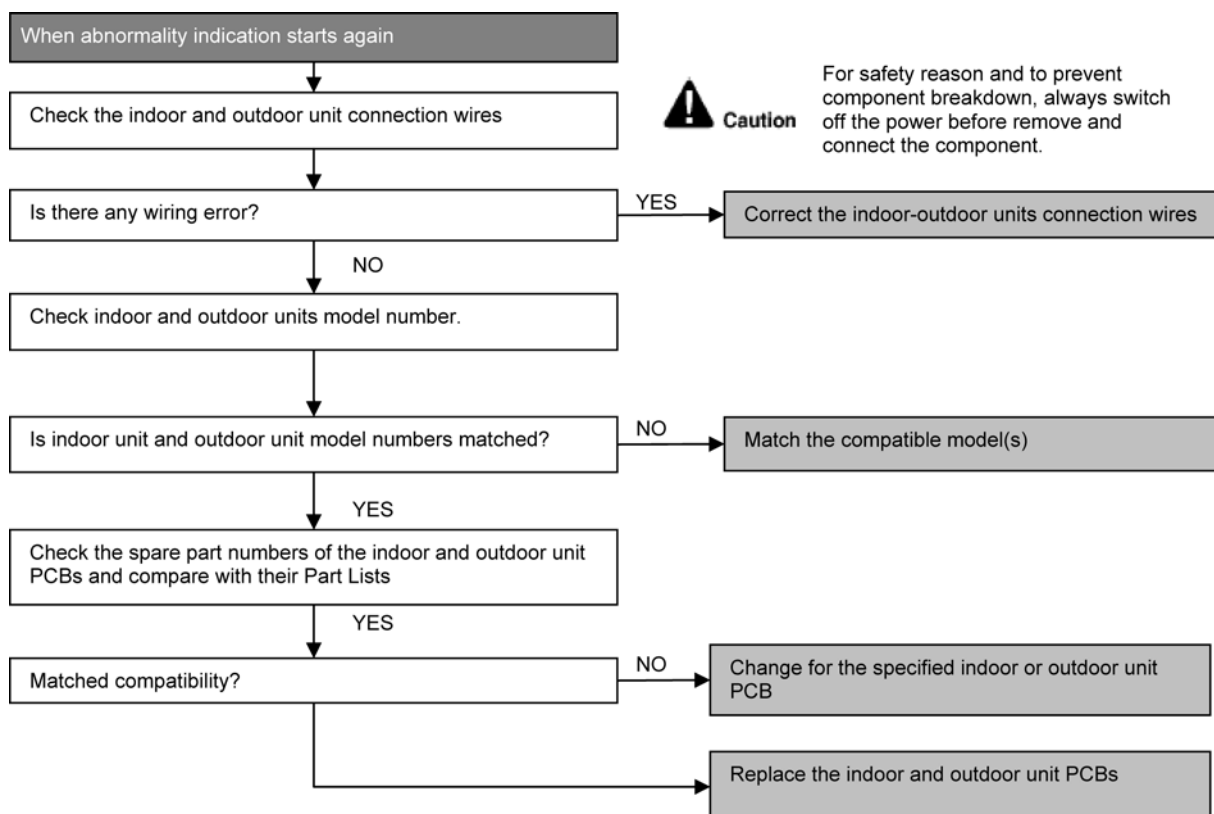 When abnormality indication starts again
Check the indoor and outdoor unit connection wires
Caution
For safety reason and to prevent
component breakdown, always switch
off the power before remove and
connect the component.
Is there any wiring error?
YES
Correct the indoor-outdoor units connection wires
NO
Check indoor and outdoor units model number.
Is indoor unit and outdoor unit model numbers matched?
NO
Match the compatible model(s)
YES
Check the spare part numbers of the indoor and outdoor unit
PCBs and compare with their Part Lists
YES
Matched compatibility?
NO
Change for the specified indoor or outdoor unit
PCB
Replace the indoor and outdoor unit PCBs